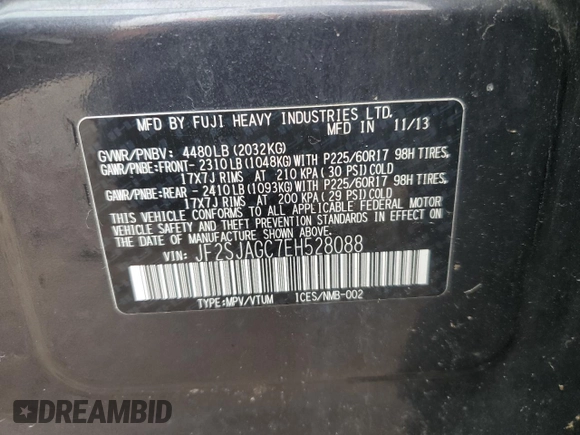 MFD BY FUJI HEAVY INDUSTRIES LTD.
MFD IN 11/13
GVWR/PNBV: 4480LB (2032KG)
GAWR/PNBE:FRONT-2310LB (1048KG) WITH P225/60R17 98H TIRES,
17X7J RIMS AT 210 KPA ( 30 PSI) COLD
GAWR/PNBE:REAR - 2410LB (1093KG) WITH P225/60R17 98H TIRES,
17X7J RIMS AT 200 KPA ( 29 PSI) COLD
THIS VEHICLE CONFORMS TO ALL APPLICABLE FEDERAL MOTOR
VEHICLE SAFETY AND THEFT PREVENTION STANDARDS IN EFFECT
ON THE DATE OF MANUFACTURE SHOWN ABOVE.
VIN: JF2SJAGC7EH528088
TYPE:MPV/VTUM ICES/NMB-002
DREAMBID